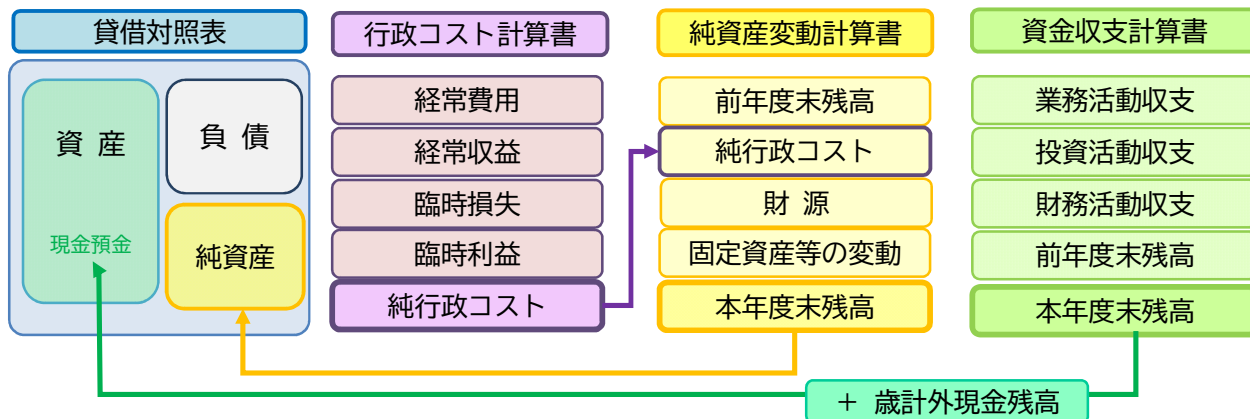 貸借対照表
資 産
現金預金
負 債
純資産
行政コスト計算書
経常費用
経常収益
臨時損失
臨時利益
純行政コスト
純資産変動計算書
前年度末残高
純行政コスト
財 源
固定資産等の変動
本年度末残高
資金収支計算書
業務活動収支
投資活動収支
財務活動収支
前年度末残高
本年度末残高
＋ 歳計外現金残高